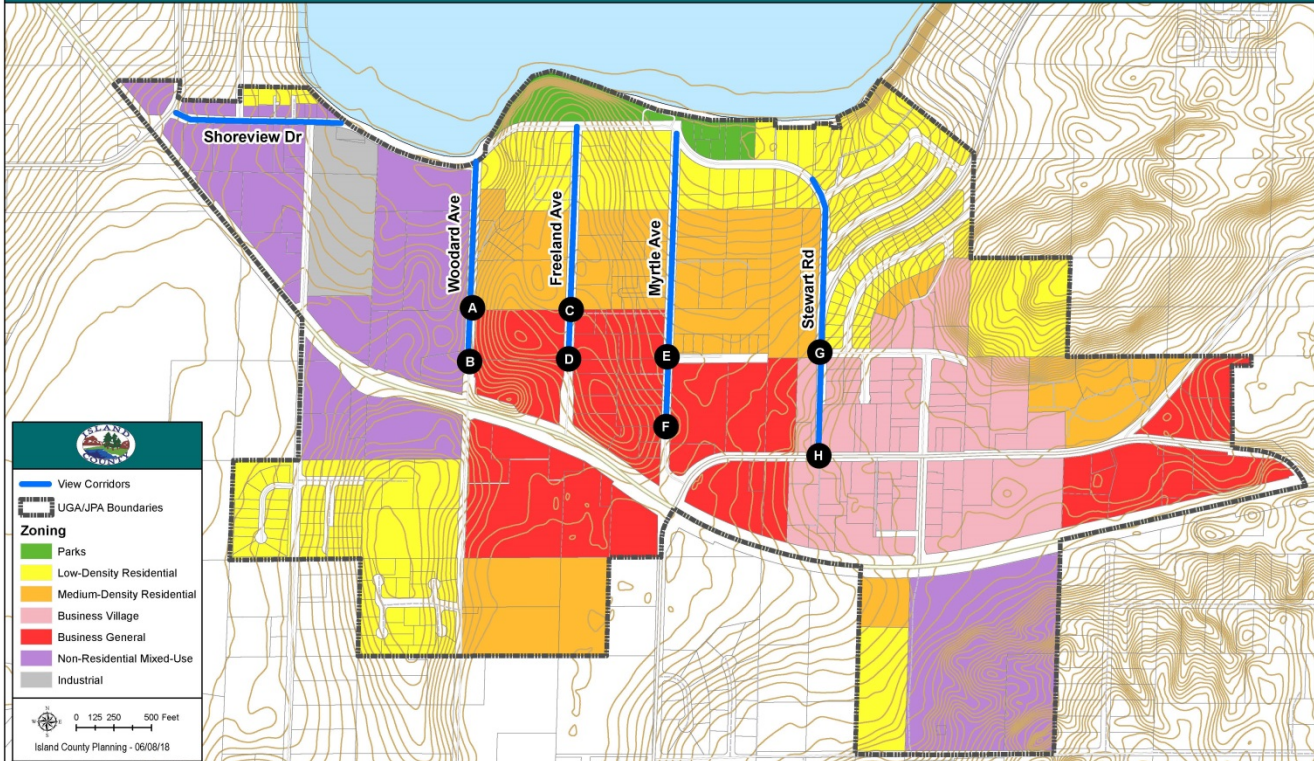 Shoreview Dr
Woodard Ave
Freeland Ave
Myrtle Ave
Stewart Rd
A
B
C
D
E
F
G
H
ISLAND
COUNTY
View Corridors
UGA/JPA Boundaries
Zoning
Parks
Low-Density Residential
Medium-Density Residential
Business Village
Business General
Non-Residential Mixed-Use
Industrial
N
W
E
S
0 125 250 500 Feet
Island County Planning - 06/08/18